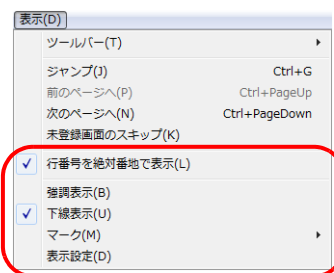 表示(D)
ツールバー(T)
ジャンプ(J) Ctrl+G
前のページへ(P) Ctrl+PageUp
次のページへ(N) Ctrl+PageDown
未登録画面のスキップ(K)
行番号を絶対番地で表示(L)
強調表示(B)
下線表示(U)
マーク(M)
表示設定(D)